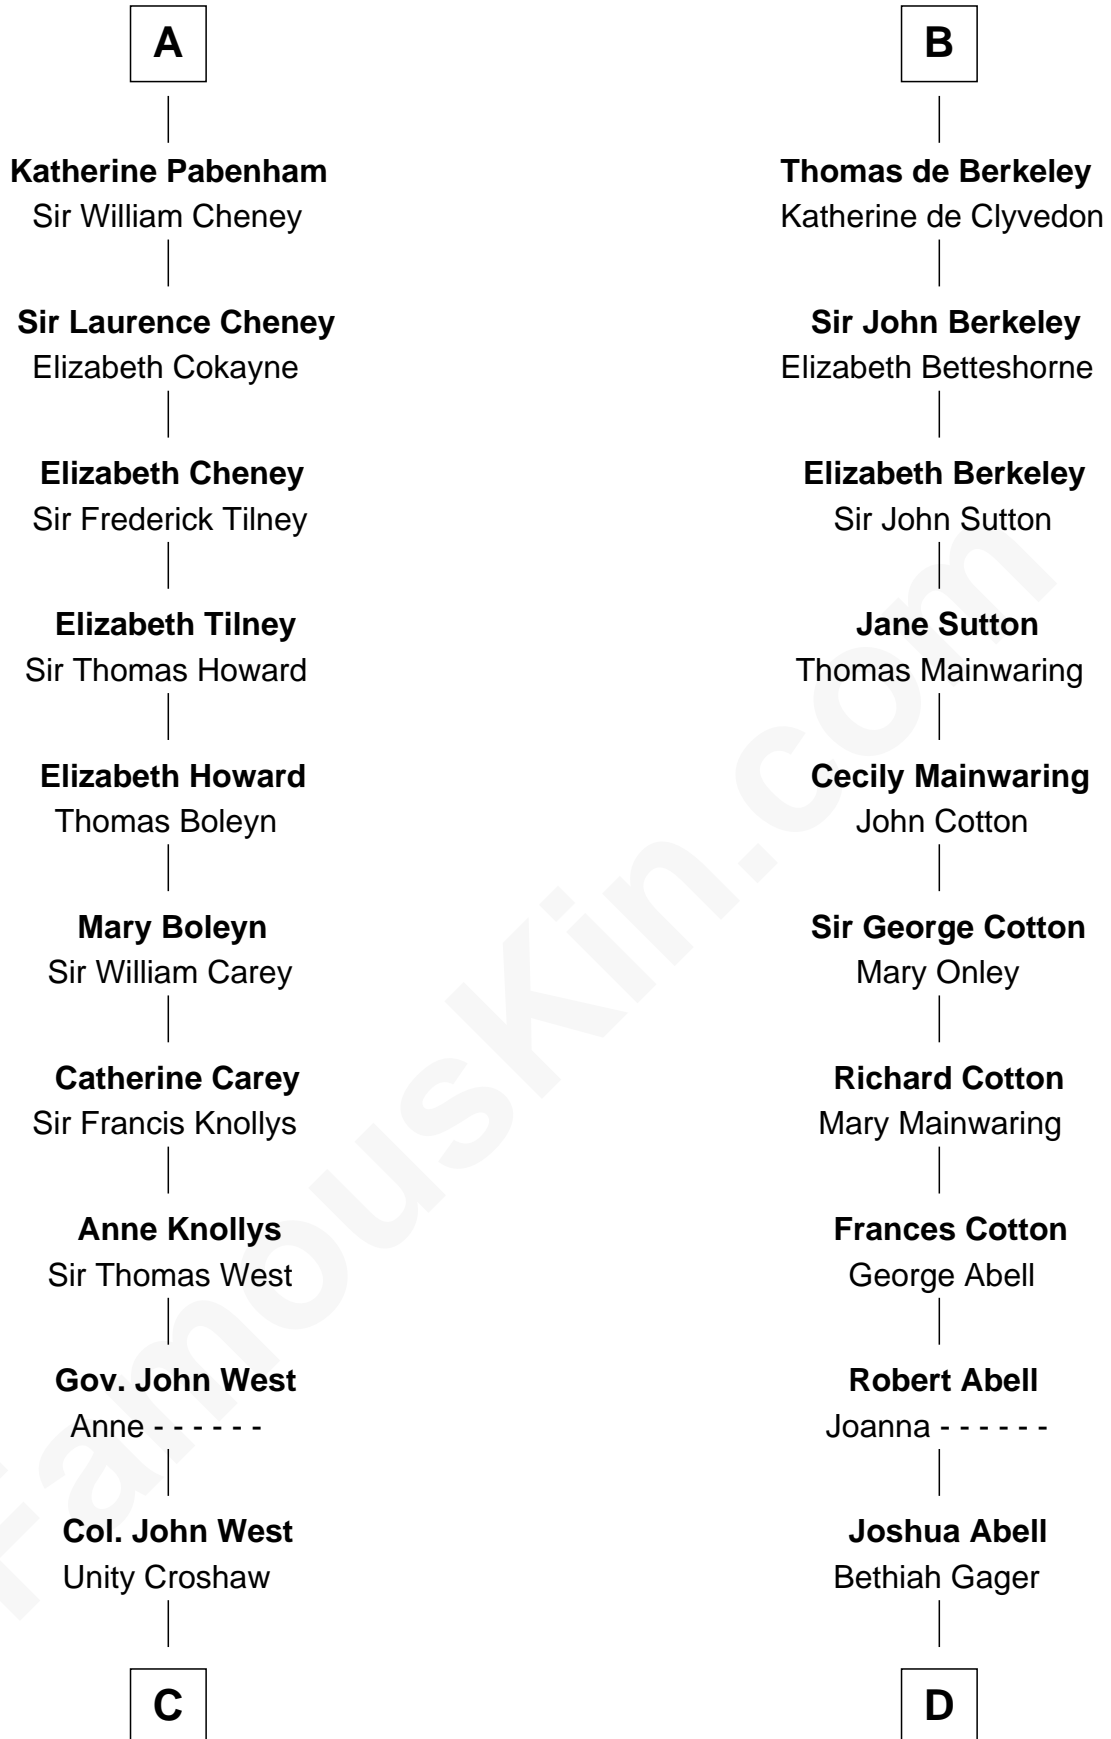 A
Katherine Pabenham
Sir William Cheney
Sir Laurence Cheney
Elizabeth Cokayne
Elizabeth Cheney
Sir Frederick Tilney
Elizabeth Tilney
Sir Thomas Howard
Elizabeth Howard
Thomas Boleyn
Mary Boleyn
Sir William Carey
Catherine Carey
Sir Francis Knollys
Anne Knollys
Sir Thomas West
Gov. John West
Anne - - - - - -
Col. John West
Unity Croshaw
C
B
Thomas de Berkeley
Katherine de Clyvedon
Sir John Berkeley
Elizabeth Betteshorne
Elizabeth Berkeley
Sir John Sutton
Jane Sutton
Thomas Mainwaring
Cecily Mainwaring
John Cotton
Sir George Cotton
Mary Onley
Richard Cotton
Mary Mainwaring
Frances Cotton
George Abell
Robert Abell
Joanna - - - - - -
Joshua Abell
Bethiah Gager
D
FamousKin.com